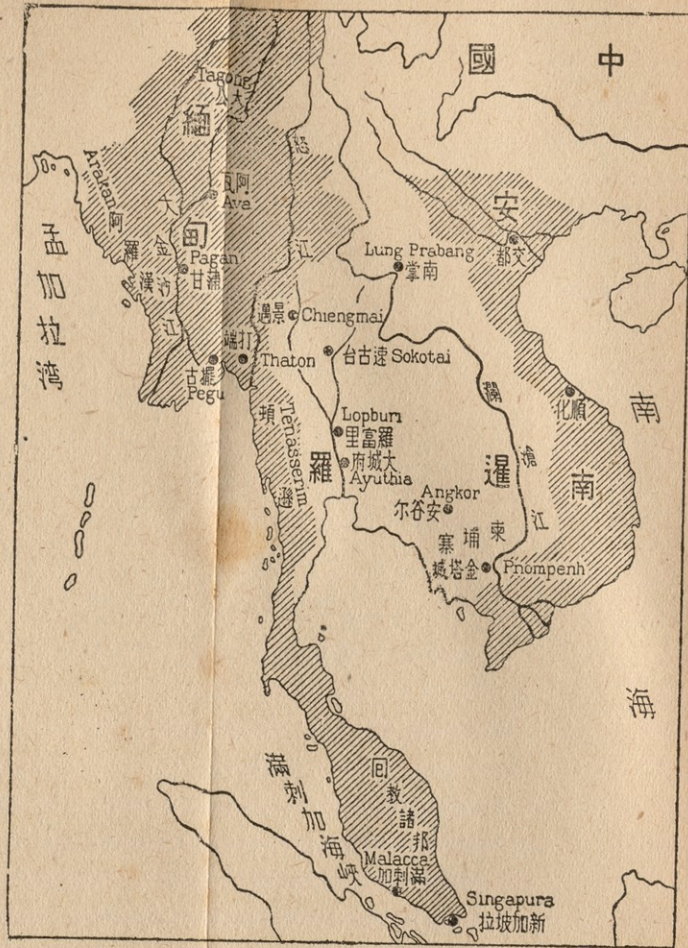 中國
Tagong
大公
緬甸
阿瓦
Ava
Arakan
阿羅漢
大金沙江
Pagan
蒲甘
孟加拉湾
怒江
安南
交都
Lung Prabang
南掌
景邁
Chiengmai
打端
Thaton
速古台 Sokotai
擺古
Pegu
瀾滄江
順化
南海
頓遜
Tenasserim
Lopburi
羅富里
大城府
Ayuthia
暹羅
Angkor
安谷尔
柬埔寨
金塔城
Pnompenh
滿剌加海峽
囘教諸邦
Malacca
滿剌加
Singapura
新加坡拉